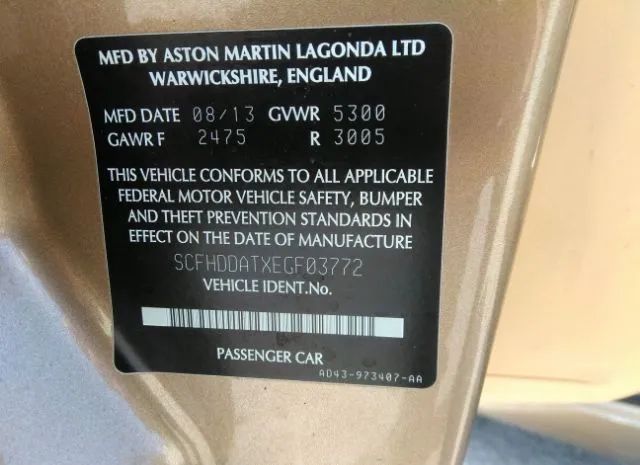 MFD BY ASTON MARTIN LAGONDA LTD
WARWICKSHIRE, ENGLAND
MFD DATE 08/13 GVWR 5300
GAWR F 2475 R 3005
THIS VEHICLE CONFORMS TO ALL APPLICABLE
FEDERAL MOTOR VEHICLE SAFETY, BUMPER
AND THEFT PREVENTION STANDARDS IN
EFFECT ON THE DATE OF MANUFACTURE
SCFHDDATXEGF03772
VEHICLE IDENT.No.
PASSENGER CAR
AD43-973407-AA